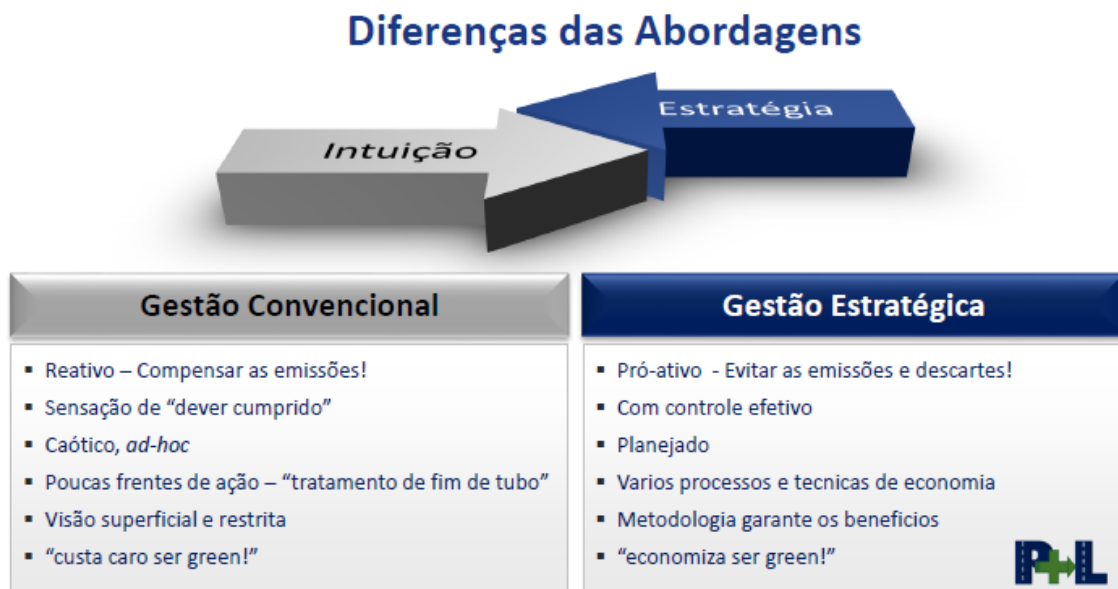 Diferenças das Abordagens
Intuição
Estratégia
Gestão Convencional
▪ Reativo – Compensar as emissões!
▪ Sensação de “dever cumprido”
▪ Caótico, ad-hoc
▪ Poucas frentes de ação – “tratamento de fim de tubo”
▪ Visão superficial e restrita
▪ “custa caro ser green!”
Gestão Estratégica
▪ Pró-ativo - Evitar as emissões e descartes!
▪ Com controle efetivo
▪ Planejado
▪ Varios processos e tecnicas de economia
▪ Metodologia garante os beneficios
▪ “economiza ser green!”
P+L